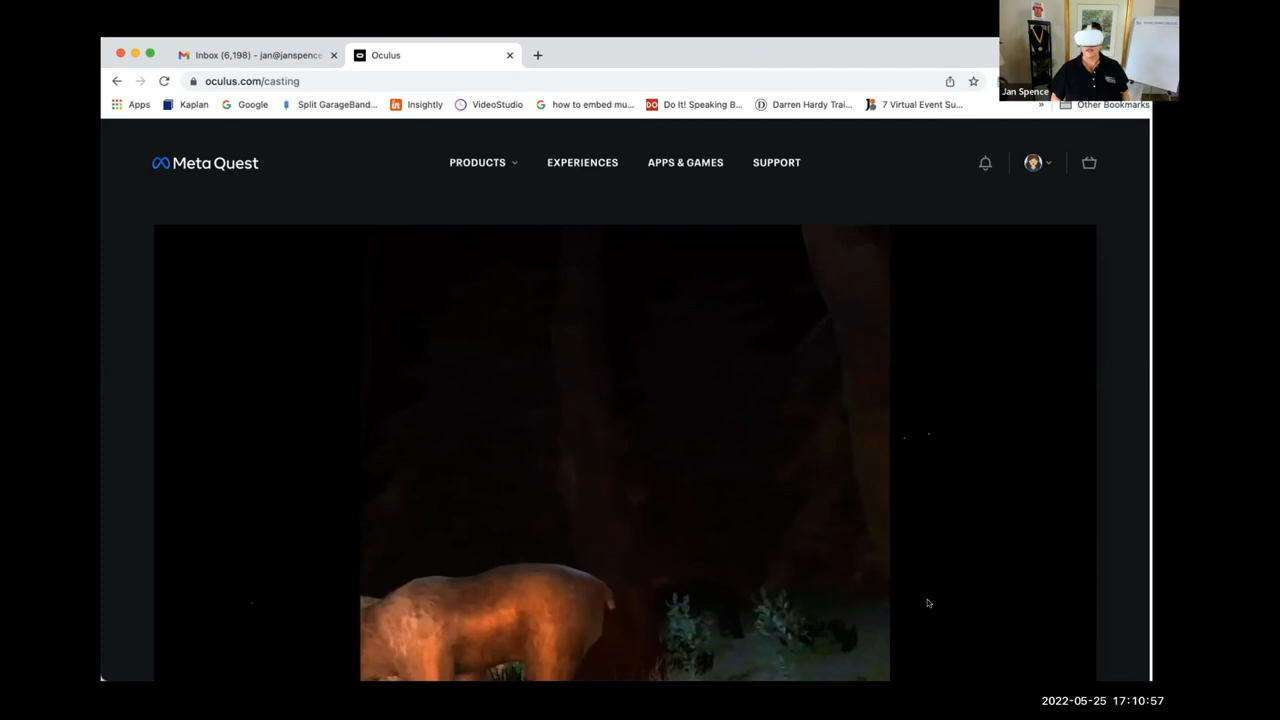 Inbox (6,198) - jan@janspence
Oculus
oculus.com/casting
Apps
Kaplan
Google
Split GarageBand...
Insightly
VideoStudio
how to embed mu...
Do It! Speaking B...
Darren Hardy Trai...
7 Virtual Event Su...
»
Other Bookmarks
Jan Spence
Meta Quest
PRODUCTS
EXPERIENCES
APPS & GAMES
SUPPORT
2022-05-25 17:10:57